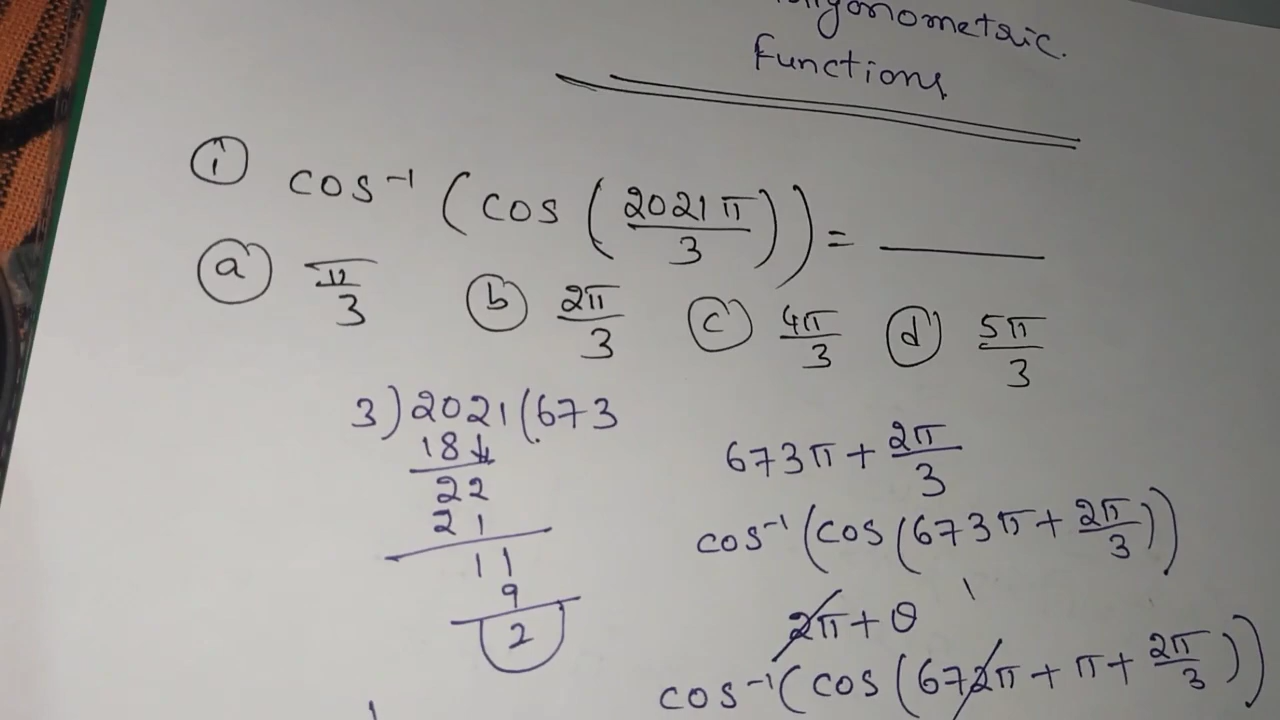 Functions
① cos⁻¹ (cos (2021π/3)) = ______
ⓐ π/3 ⓑ 2π/3 ⓒ 4π/3 ⓓ 5π/3
3)2021(673
18↓
22
21
11
9
2
673π + 2π/3
cos⁻¹ (cos (673π + 2π/3))
2π + θ
cos⁻¹ (cos (672π + π + 2π/3))